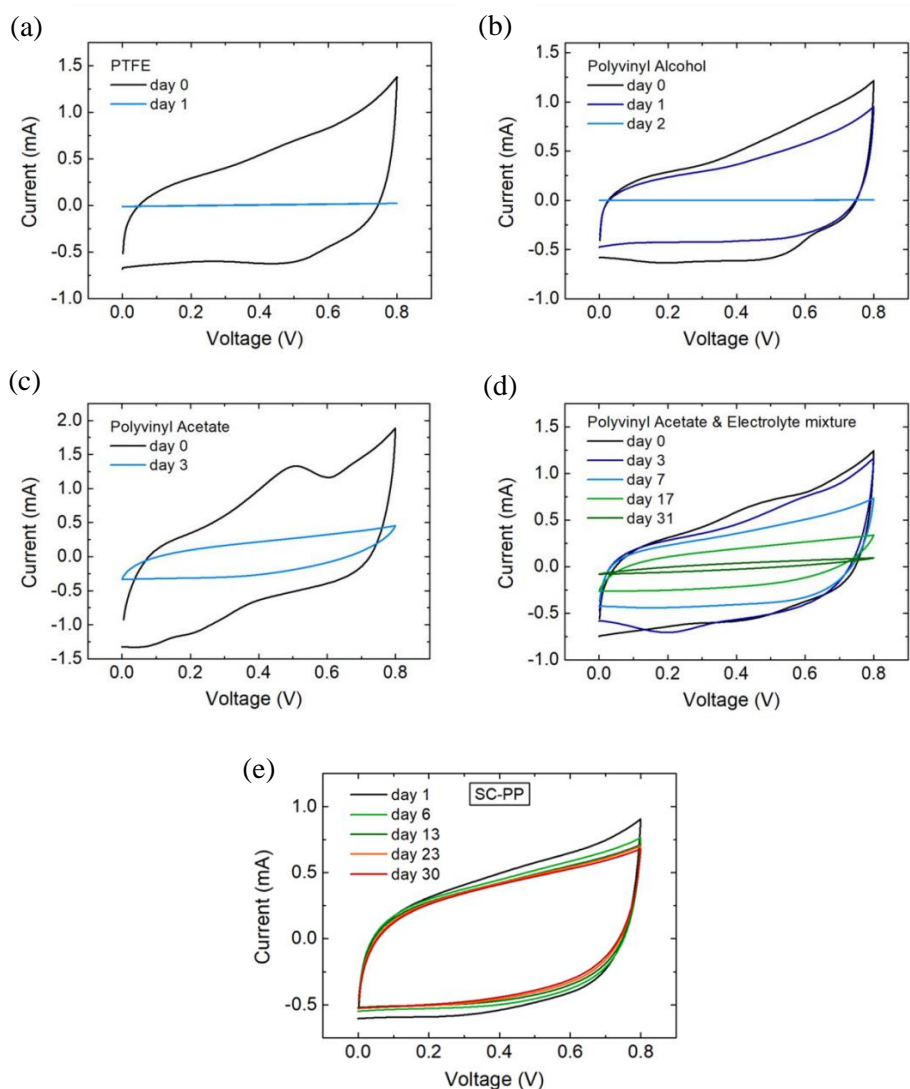 (a)
PTFE
day 0
day 1
1.5
1.0
0.5
0.0
-0.5
-1.0
Current (mA)
0.0 0.2 0.4 0.6 0.8
Voltage (V)
(b)
Polyvinyl Alcohol
day 0
day 1
day 2
1.5
1.0
0.5
0.0
-0.5
-1.0
Current (mA)
0.0 0.2 0.4 0.6 0.8
Voltage (V)
(c)
Polyvinyl Acetate
day 0
day 3
2.0
1.5
1.0
0.5
0.0
-0.5
-1.0
-1.5
Current (mA)
0.0 0.2 0.4 0.6 0.8
Voltage (V)
(d)
Polyvinyl Acetate & Electrolyte mixture
day 0
day 3
day 7
day 17
day 31
1.5
1.0
0.5
0.0
-0.5
-1.0
Current (mA)
0.0 0.2 0.4 0.6 0.8
Voltage (V)
(e)
SC-PP
day 1
day 6
day 13
day 23
day 30
1.0
0.5
0.0
-0.5
Current (mA)
0.0 0.2 0.4 0.6 0.8
Voltage (V)